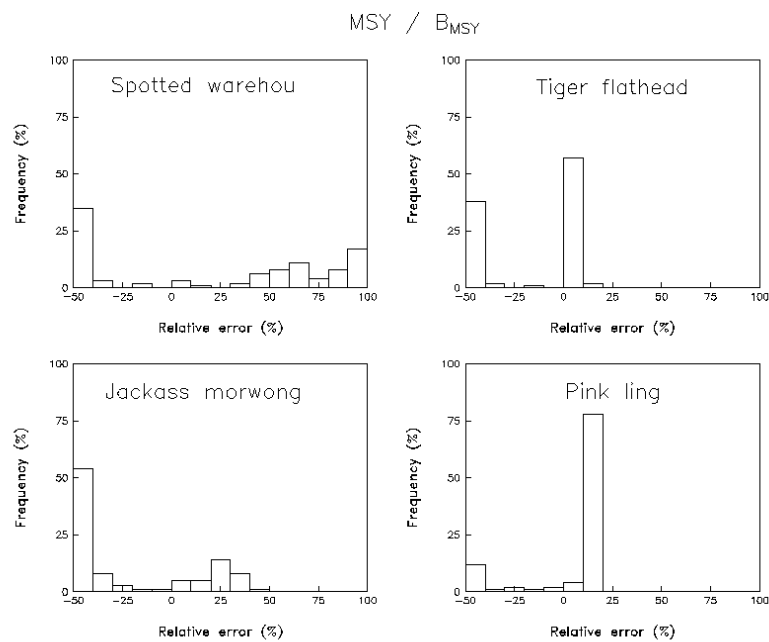 MSY / BMSY
Spotted warehou
Frequency (%)
100
75
50
25
0
-50 -25 0 25 50 75 100
Relative error (%)
Tiger flathead
Frequency (%)
100
75
50
25
0
-50 -25 0 25 50 75 100
Relative error (%)
Jackass morwong
Frequency (%)
100
75
50
25
0
-50 -25 0 25 50 75 100
Relative error (%)
Pink ling
Frequency (%)
100
75
50
25
0
-50 -25 0 25 50 75 100
Relative error (%)